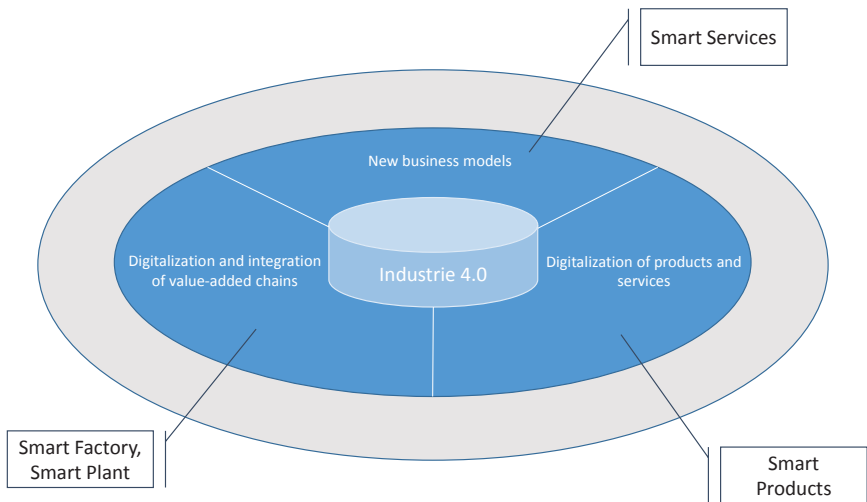 Smart Services
New business models
Digitalization and integration
of value-added chains
Industrie 4.0
Digitalization of products and
services
Smart Factory,
Smart Plant
Smart
Products